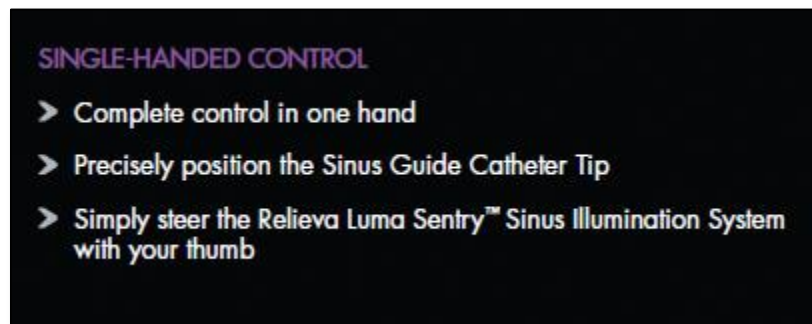 SINGLE-HANDED CONTROL
> Complete control in one hand
> Precisely position the Sinus Guide Catheter Tip
> Simply steer the Relieva Luma Sentry™ Sinus Illumination System
with your thumb